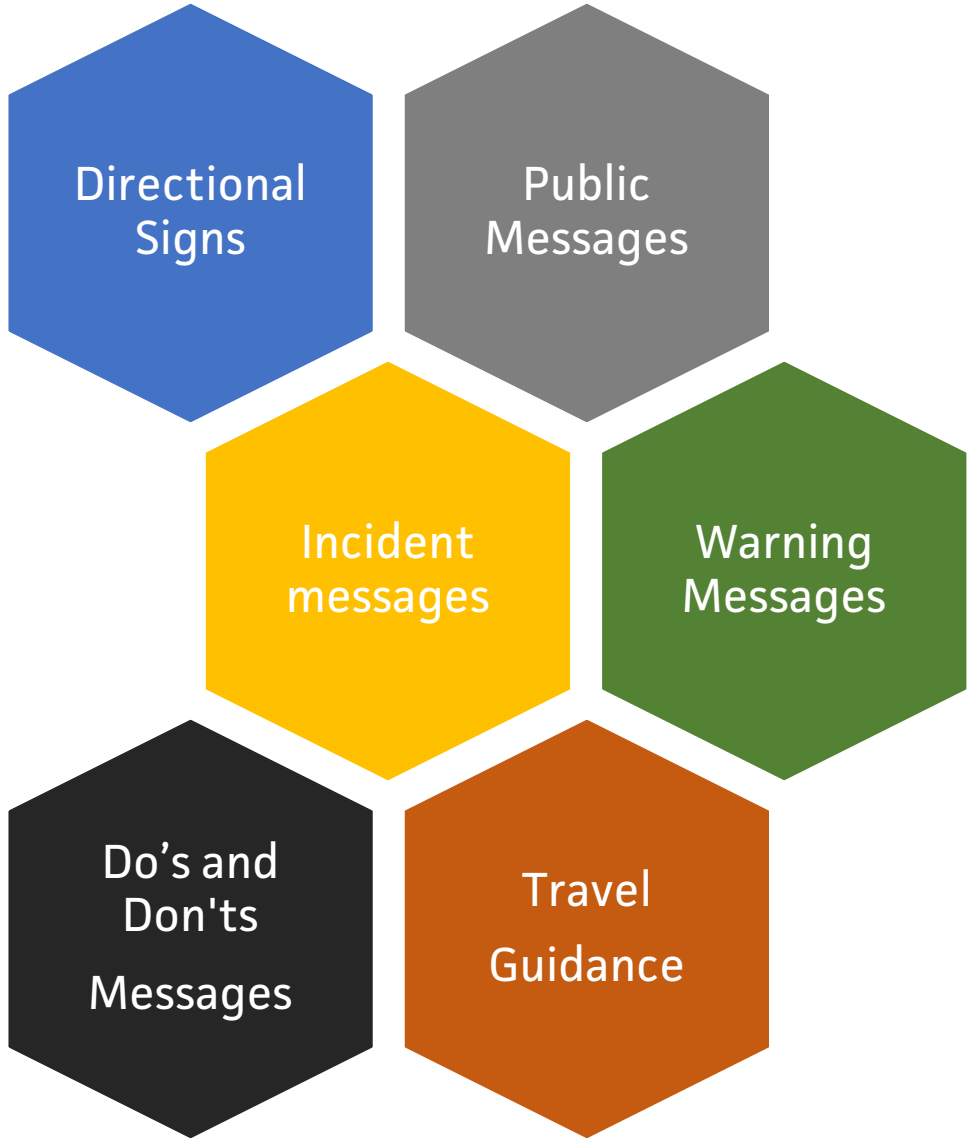 Directional
Signs
Public
Messages
Incident
messages
Warning
Messages
Do’s and
Don'ts
Messages
Travel
Guidance